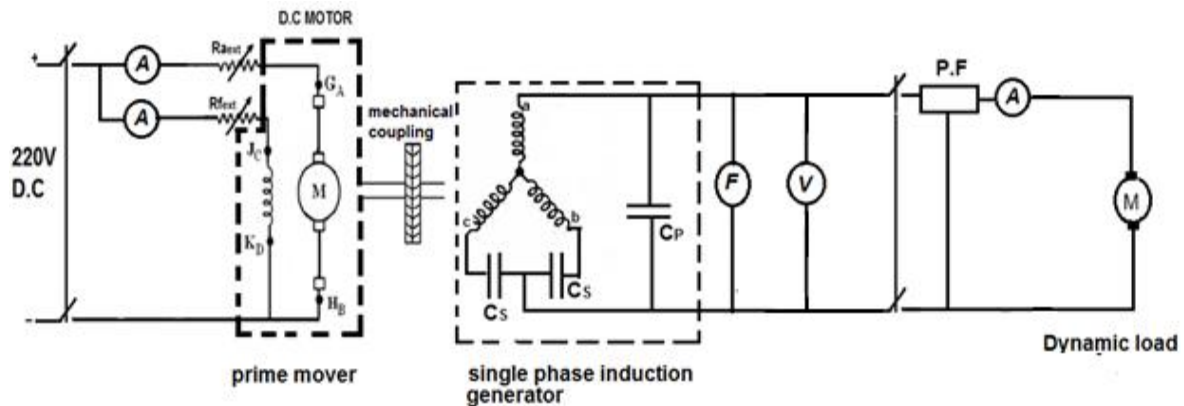 D.C MOTOR
Raext
A
GA
Rfext
A
JC
220V
D.C
M
KD
HB
mechanical
coupling
a
c
b
Cs
Cs
CP
F
V
P.F
A
M
Dynamic load
prime mover
single phase induction
generator
+
-